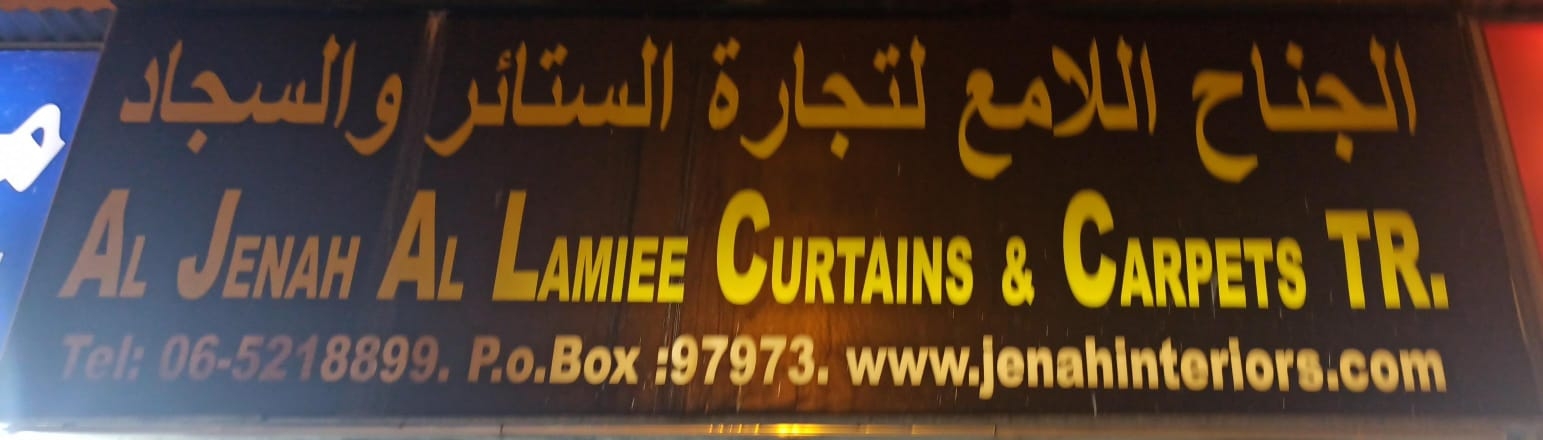 الجناح اللامع لتجارة الستائر والسجاد
AL JENAH AL LAMIEE CURTAINS & CARPETS TR.
Tel: 06-5218899. P.o.Box :97973. www.jenahinteriors.com